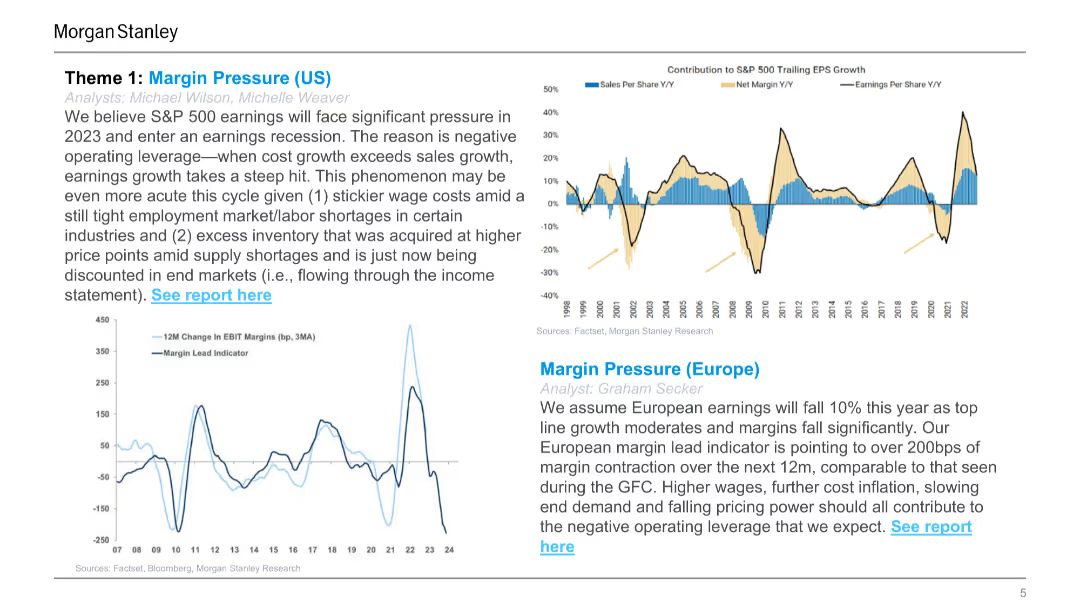 Morgan Stanley
Theme 1: Margin Pressure (US)
Analysts: Michael Wilson, Michelle Weaver
We believe S&P 500 earnings will face significant pressure in
2023 and enter an earnings recession. The reason is negative
operating leverage—when cost growth exceeds sales growth,
earnings growth takes a steep hit. This phenomenon may be
even more acute this cycle given (1) stickier wage costs amid a
still tight employment market/labor shortages in certain
industries and (2) excess inventory that was acquired at higher
price points amid supply shortages and is just now being
discounted in end markets (i.e., flowing through the income
statement). See report here
450
350
250
150
50
-50
-150
-250
12M Change In EBIT Margins (bp, 3MA)
Margin Lead Indicator
07 08 09 10 11 12 13 14 15 16 17 18 19 20 21 22 23 24
Sources: Factset, Bloomberg, Morgan Stanley Research
Contribution to S&P 500 Trailing EPS Growth
Sales Per Share Y/Y Net Margin Y/Y Earnings Per Share Y/Y
50%
40%
30%
20%
10%
0%
-10%
-20%
-30%
-40%
1998 1999 2000 2001 2002 2003 2004 2005 2006 2007 2008 2009 2010 2011 2012 2013 2014 2015 2016 2017 2018 2019 2020 2021 2022
Sources: Factset, Morgan Stanley Research
Margin Pressure (Europe)
Analyst: Graham Secker
We assume European earnings will fall 10% this year as top
line growth moderates and margins fall significantly. Our
European margin lead indicator is pointing to over 200bps of
margin contraction over the next 12m, comparable to that seen
during the GFC. Higher wages, further cost inflation, slowing
end demand and falling pricing power should all contribute to
the negative operating leverage that we expect. See report
here
5